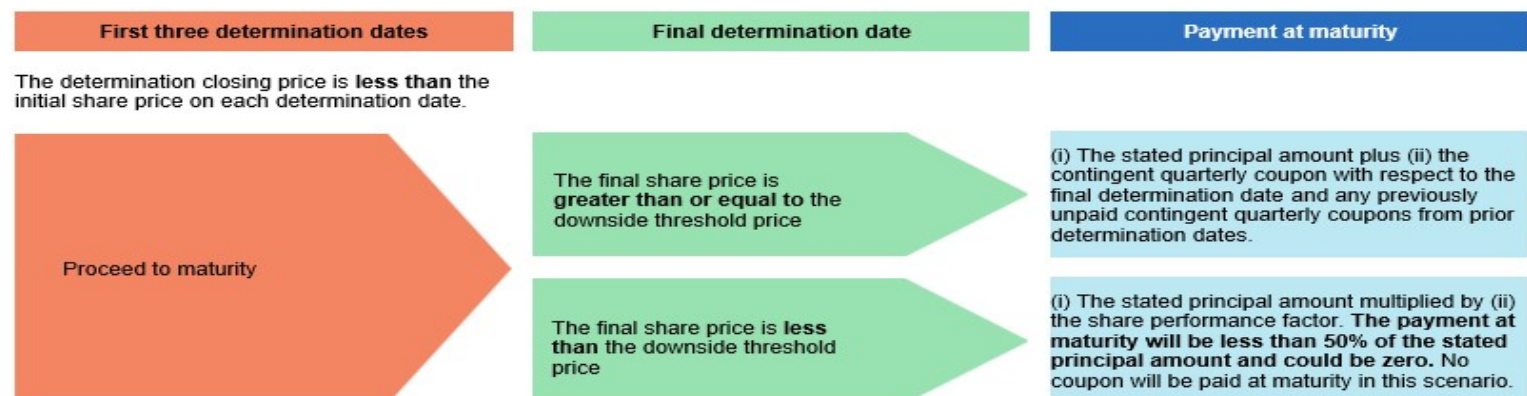 First three determination dates
Final determination date
Payment at maturity
The determination closing price is less than the
initial share price on each determination date.
Proceed to maturity
The final share price is
greater than or equal to the
downside threshold price
(i) The stated principal amount plus (ii) the
contingent quarterly coupon with respect to the
final determination date and any previously
unpaid contingent quarterly coupons from prior
determination dates.
The final share price is less
than the downside threshold
price
(i) The stated principal amount multiplied by (ii)
the share performance factor. The payment at
maturity will be less than 50% of the stated
principal amount and could be zero. No
coupon will be paid at maturity in this scenario.